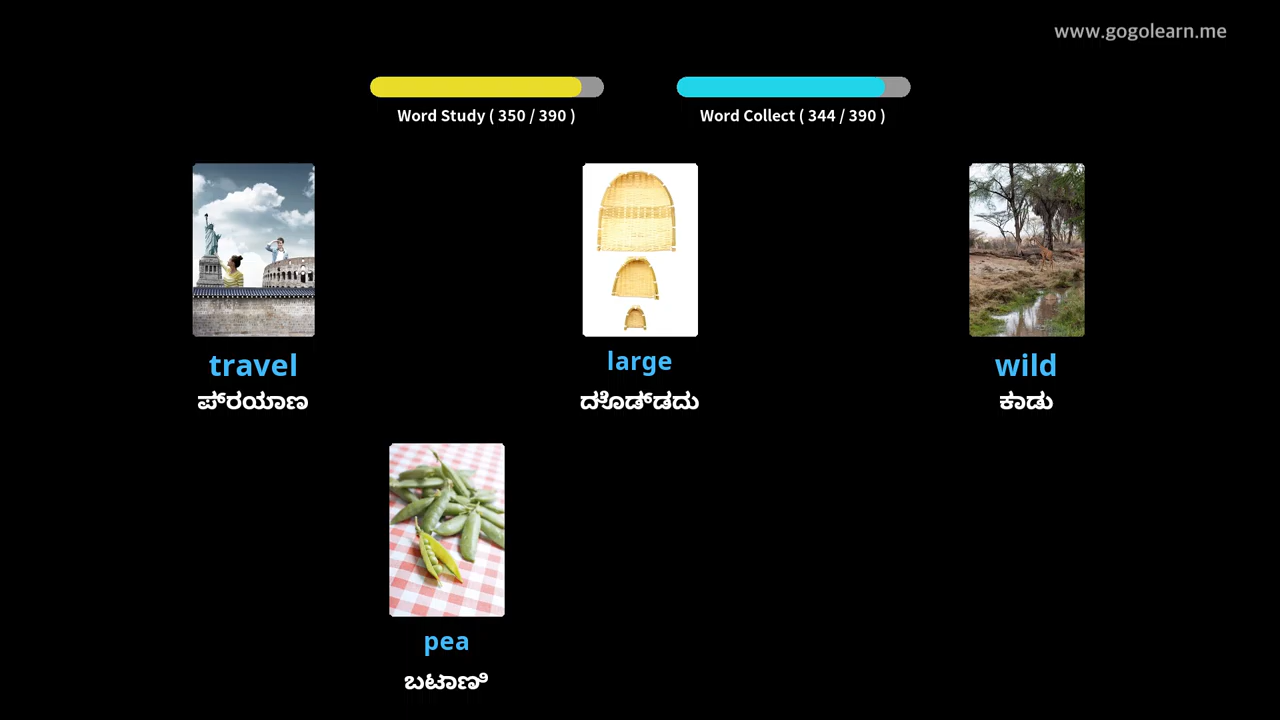 www.gogolearn.me
Word Study ( 350 / 390 )
Word Collect ( 344 / 390 )
travel
ಪ್ರಯಾಣ
large
ದೊಡ್ಡದು
wild
ಕಾಡು
pea
ಬಟಾಣಿ